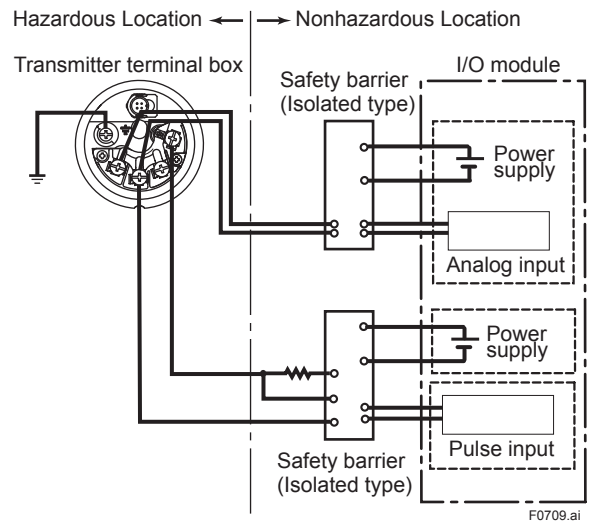 Hazardous Location
Nonhazardous Location
Transmitter terminal box
Safety barrier
(Isolated type)
I/O module
Power
supply
Analog input
Power
supply
Pulse input
Safety barrier
(Isolated type)
F0709.ai